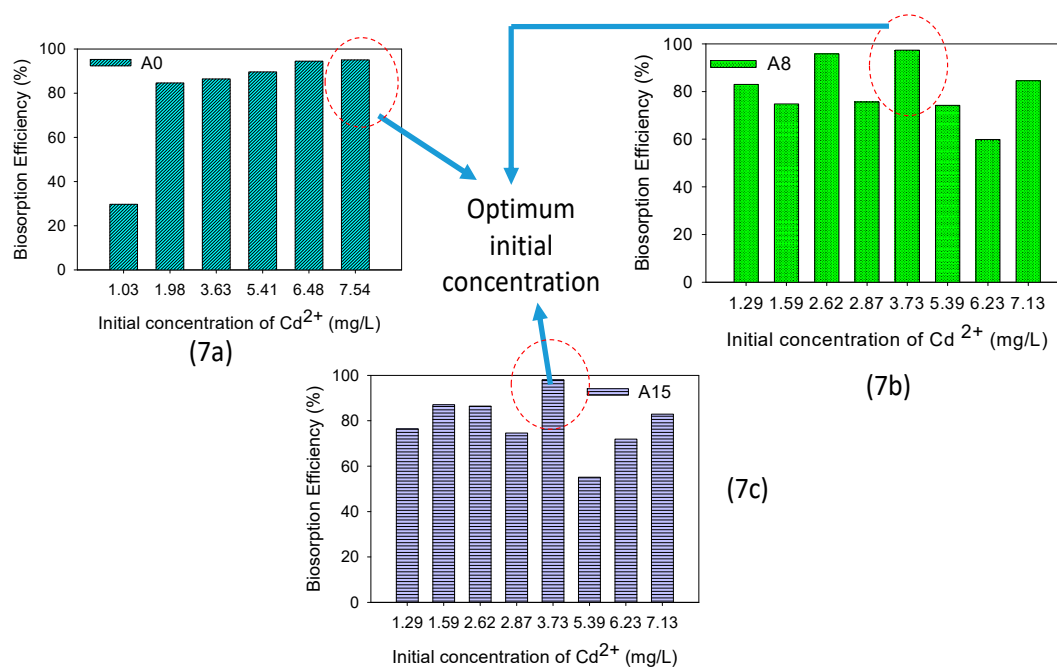 100
80
60
40
20
0
Biosorption Efficiency (%)
A0
1.03 1.98 3.63 5.41 6.48 7.54
Initial concentration of Cd2+ (mg/L)
(7a)
Optimum
initial
concentration
100
80
60
40
20
0
Biosorption Efficiency (%)
A8
1.29 1.59 2.62 2.87 3.73 5.39 6.23 7.13
Initial concentration of Cd 2+ (mg/L)
(7b)
100
80
60
40
20
0
Biosorption Efficiency (%)
A15
1.29 1.59 2.62 2.87 3.73 5.39 6.23 7.13
Initial concentration of Cd2+ (mg/L)
(7c)